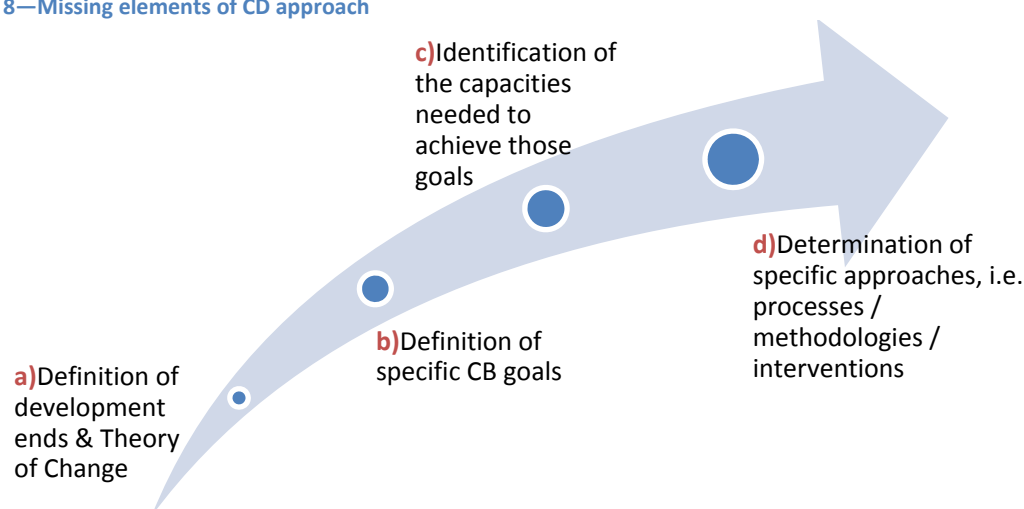 8—Missing elements of CD approach
c)Identification of
the capacities
needed to
achieve those
goals
d)Determination of
specific approaches, i.e.
processes /
methodologies /
interventions
b)Definition of
specific CB goals
a)Definition of
development
ends & Theory
of Change